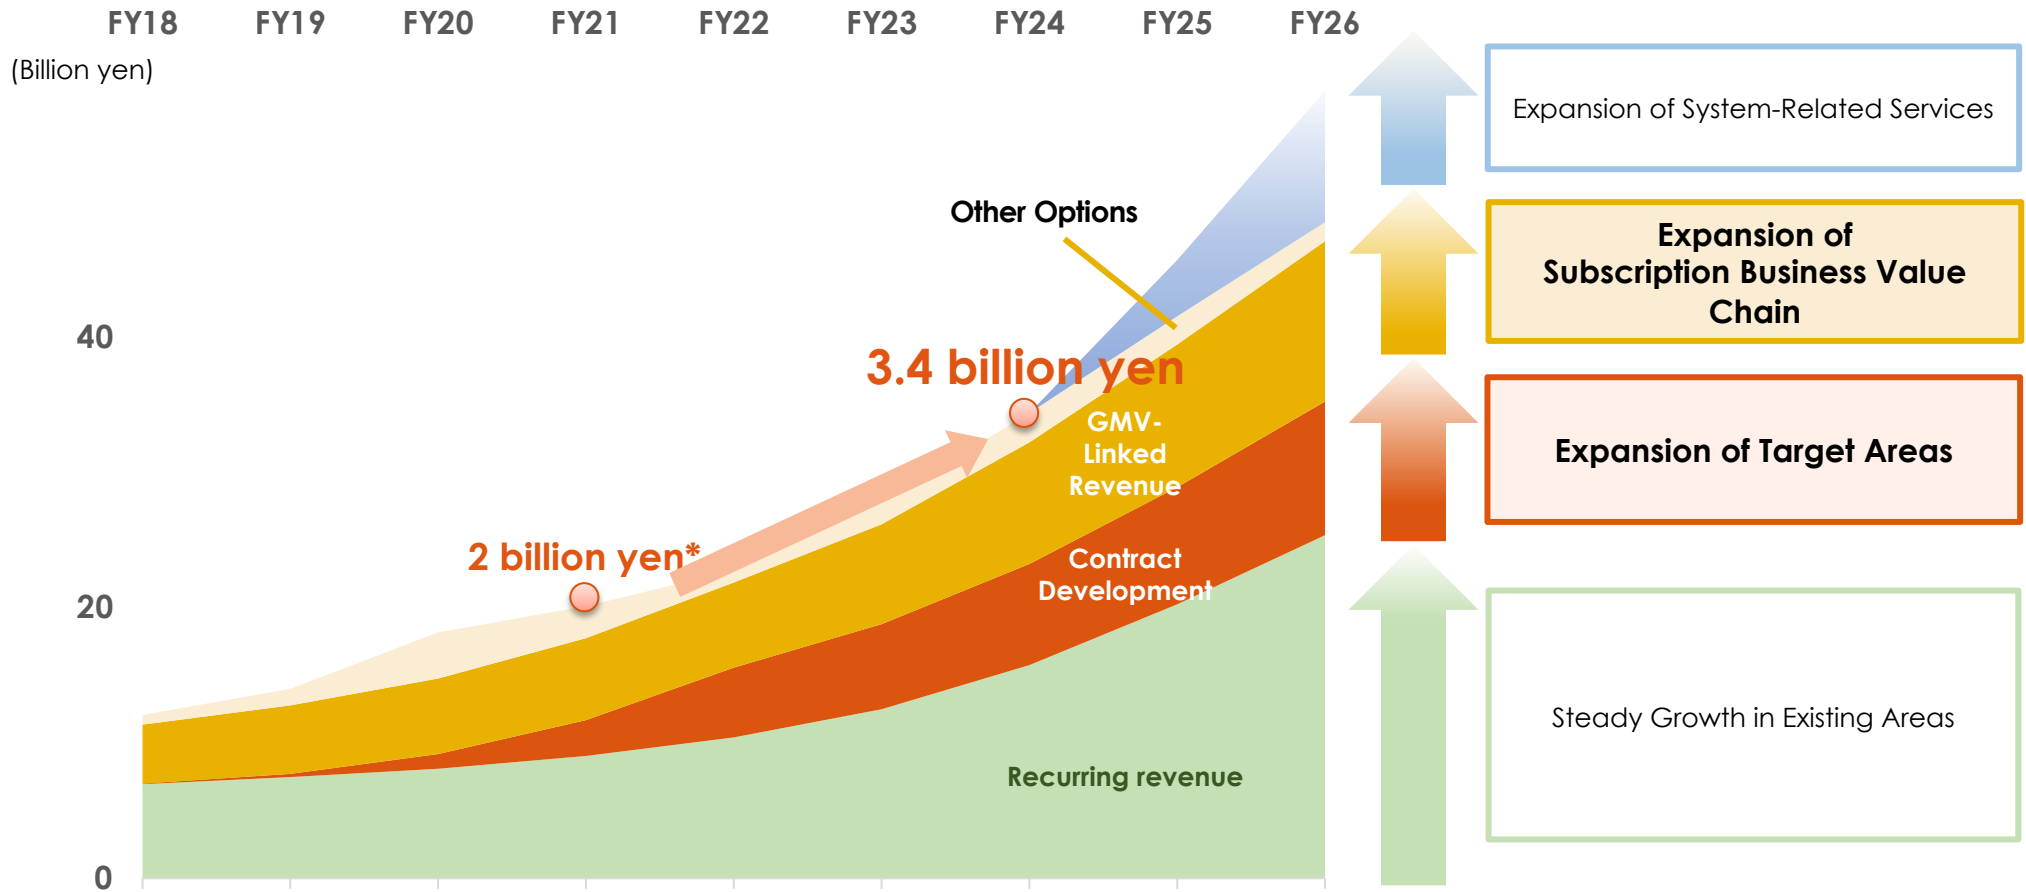 FY18 FY19 FY20 FY21 FY22 FY23 FY24 FY25 FY26
(Billion yen)
Expansion of System-Related Services
Other Options
Expansion of
Subscription Business Value
Chain
40
3.4 billion yen
GMV-
Linked
Revenue
Expansion of Target Areas
2 billion yen*
Contract
Development
20
Steady Growth in Existing Areas
Recurring revenue
0